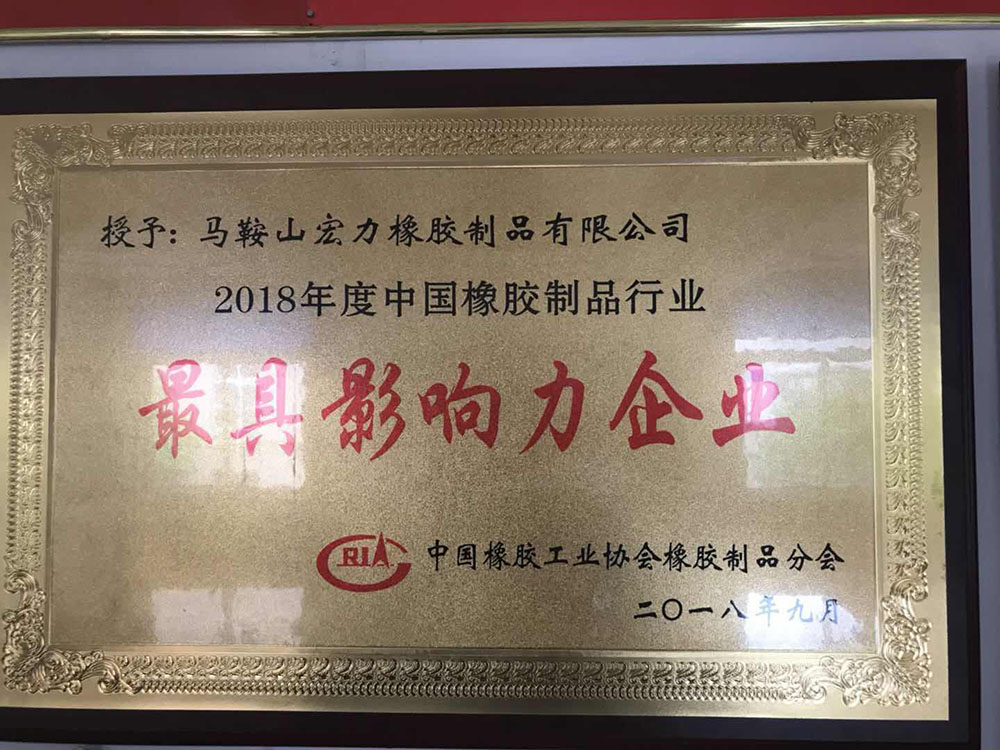 授予：马鞍山宏力橡胶制品有限公司
2018年度中国橡胶制品行业
最具影响力企业
CRIA 中国橡胶工业协会橡胶制品分会
二〇一八年九月